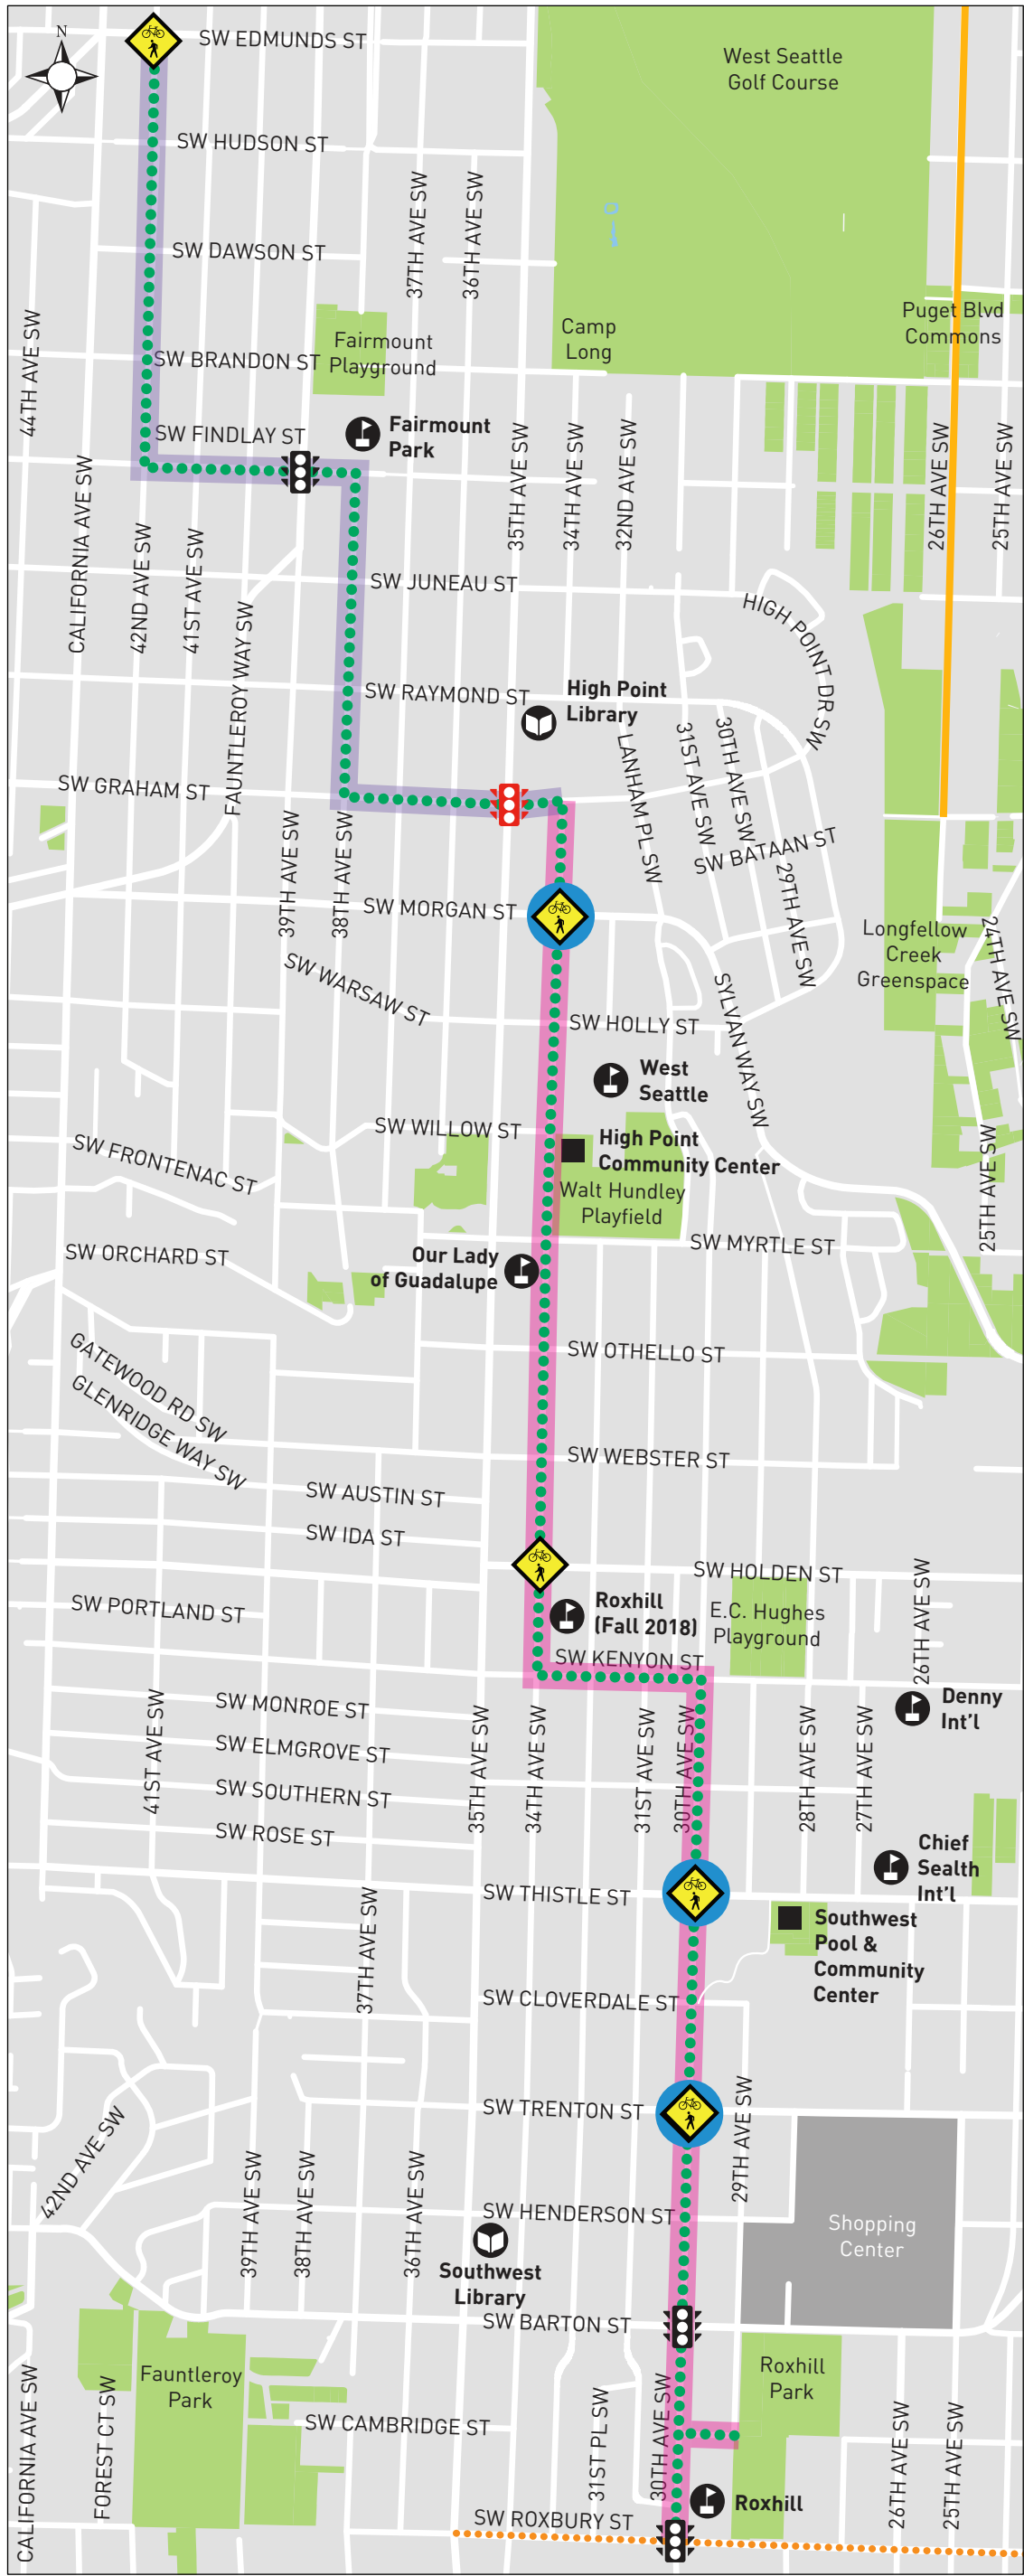 N
SW EDMUNDS ST
West Seattle
Golf Course
SW HUDSON ST
37TH AVE SW
36TH AVE SW
SW DAWSON ST
44TH AVE SW
Puget Blvd
Commons
Camp
Long
Fairmount
Playground
SW BRANDON ST
SW FINDLAY ST
Fairmount
Park
CALIFORNIA AVE SW
42ND AVE SW
41ST AVE SW
FAUNTLEROY WAY SW
35TH AVE SW
34TH AVE SW
32ND AVE SW
26TH AVE SW
25TH AVE SW
SW JUNEAU ST
HIGH POINT DR SW
SW RAYMOND ST
High Point
Library
LANHAM PL SW
31ST AVE SW
30TH AVE SW
SW GRAHAM ST
39TH AVE SW
38TH AVE SW
SW BATAAN ST
29TH AVE SW
SW MORGAN ST
Longfellow
Creek
Greenspace
24TH AVE SW
SW WARSAW ST
SYLVAN WAY SW
SW HOLLY ST
West
Seattle
SW WILLOW ST
High Point
Community Center
Walt Hundley
Playfield
25TH AVE SW
SW FRONTENAC ST
SW MYRTLE ST
SW ORCHARD ST
Our Lady
of Guadalupe
SW OTHELLO ST
GATEWOOD RD SW
GLENRIDGE WAY SW
SW WEBSTER ST
SW AUSTIN ST
SW IDA ST
SW HOLDEN ST
26TH AVE SW
Roxhill
(Fall 2018)
E.C. Hughes
Playground
SW PORTLAND ST
SW KENYON ST
Denny
Int'l
SW MONROE ST
41ST AVE SW
35TH AVE SW
34TH AVE SW
31ST AVE SW
30TH AVE SW
28TH AVE SW
27TH AVE SW
SW ELMGROVE ST
SW SOUTHERN ST
SW ROSE ST
Chief
Sealth
Int'l
SW THISTLE ST
37TH AVE SW
Southwest
Pool &
Community
Center
SW CLOVERDALE ST
SW TRENTON ST
29TH AVE SW
42ND AVE SW
39TH AVE SW
38TH AVE SW
36TH AVE SW
SW HENDERSON ST
Shopping
Center
Southwest
Library
SW BARTON ST
Fauntleroy
Park
Roxhill
Park
CALIFORNIA AVE SW
FOREST CT SW
SW CAMBRIDGE ST
31ST PL SW
30TH AVE SW
26TH AVE SW
25TH AVE SW
Roxhill
SW ROXBURY ST